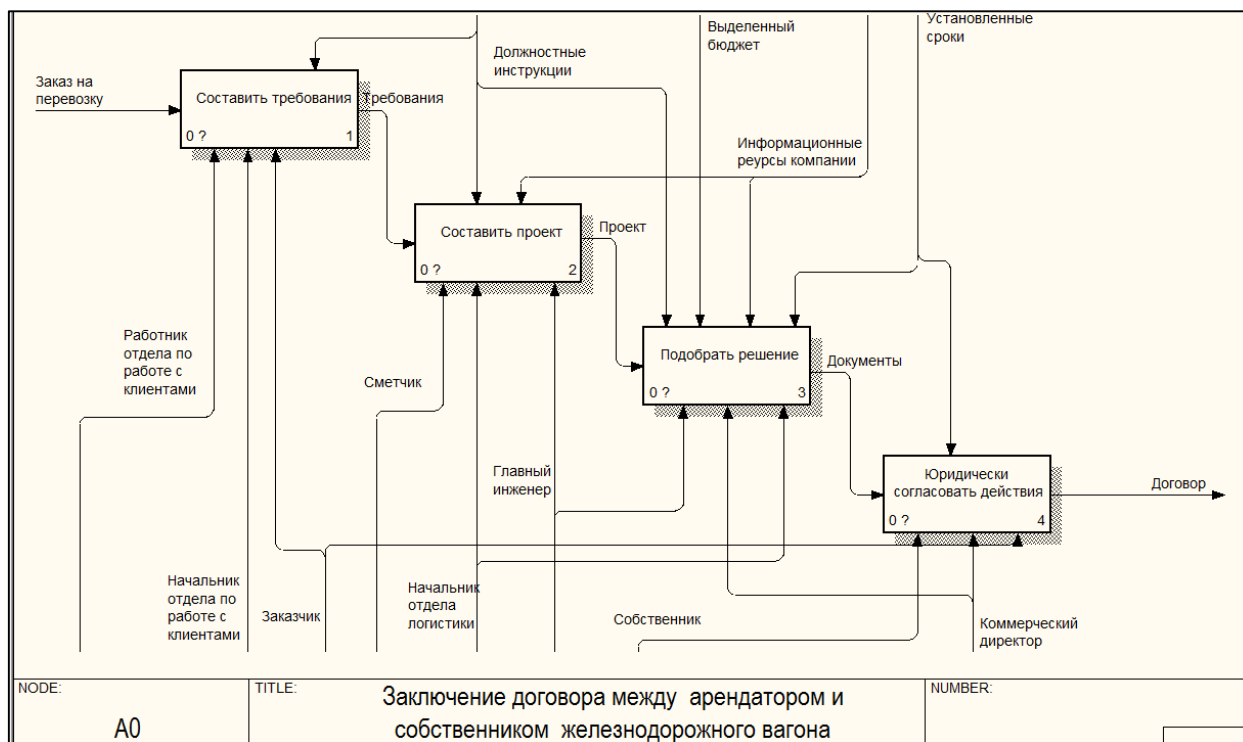 Установленные
сроки
Выделенный
бюджет
Должностные
инструкции
Заказ на
перевозку
Составить требования
0 ?
1
Требования
Информационные
реурсы компании
Составить проект
0 ?
2
Проект
Работник
отдела по
работе с
клиентами
Сметчик
Подобрать решение
0 ?
3
Документы
Главный
инженер
Юридически
согласовать действия
0 ?
4
Договор
Начальник
отдела по
работе с
клиентами
Заказчик
Начальник
отдела
логистики
Собственник
Коммерческий
директор
NODE:
A0
TITLE:
Заключение договора между арендатором и
собственником железнодорожного вагона
NUMBER: